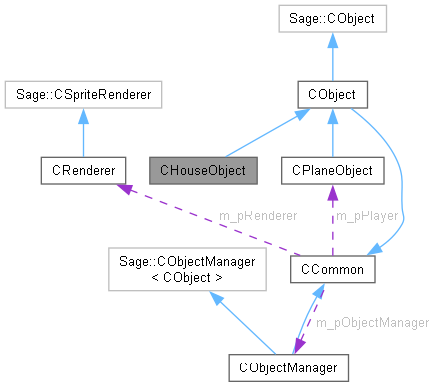 Sage::CObject
Sage::CSpriteRenderer
CObject
CRenderer
CHouseObject
CPlaneObject
m_pRenderer
m_pPlayer
Sage::CObjectManager
< CObject >
CCommon
m_pObjectManager
CObjectManager